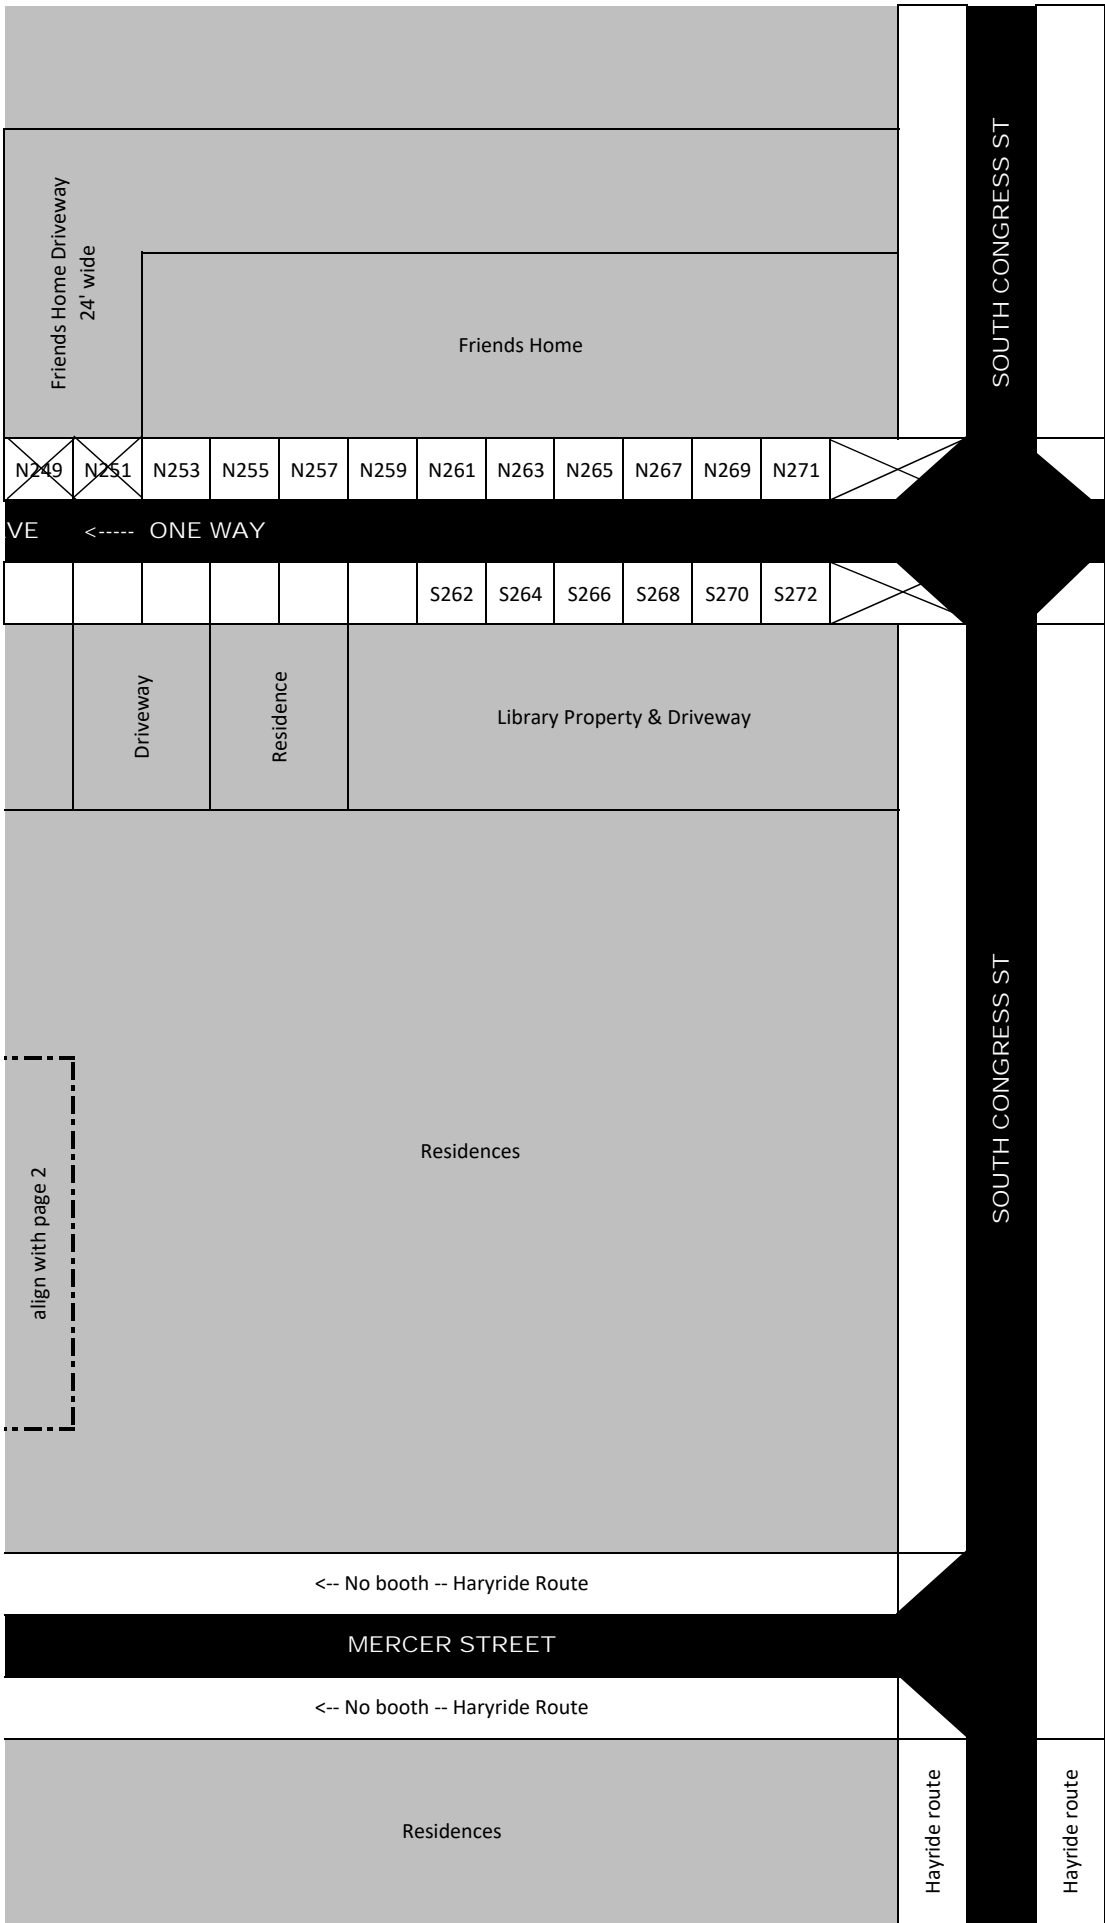 SOUTH CONGRESS ST
Friends Home Driveway
24' wide
Friends Home
N249 N251 N253 N255 N257 N259 N261 N263 N265 N267 N269 N271
VE <----- ONE WAY
S262 S264 S266 S268 S270 S272
Driveway
Residence
Library Property & Driveway
SOUTH CONGRESS ST
align with page 2
Residences
<-- No booth -- Haryride Route
MERCER STREET
<-- No booth -- Haryride Route
Residences
Hayride route
Hayride route